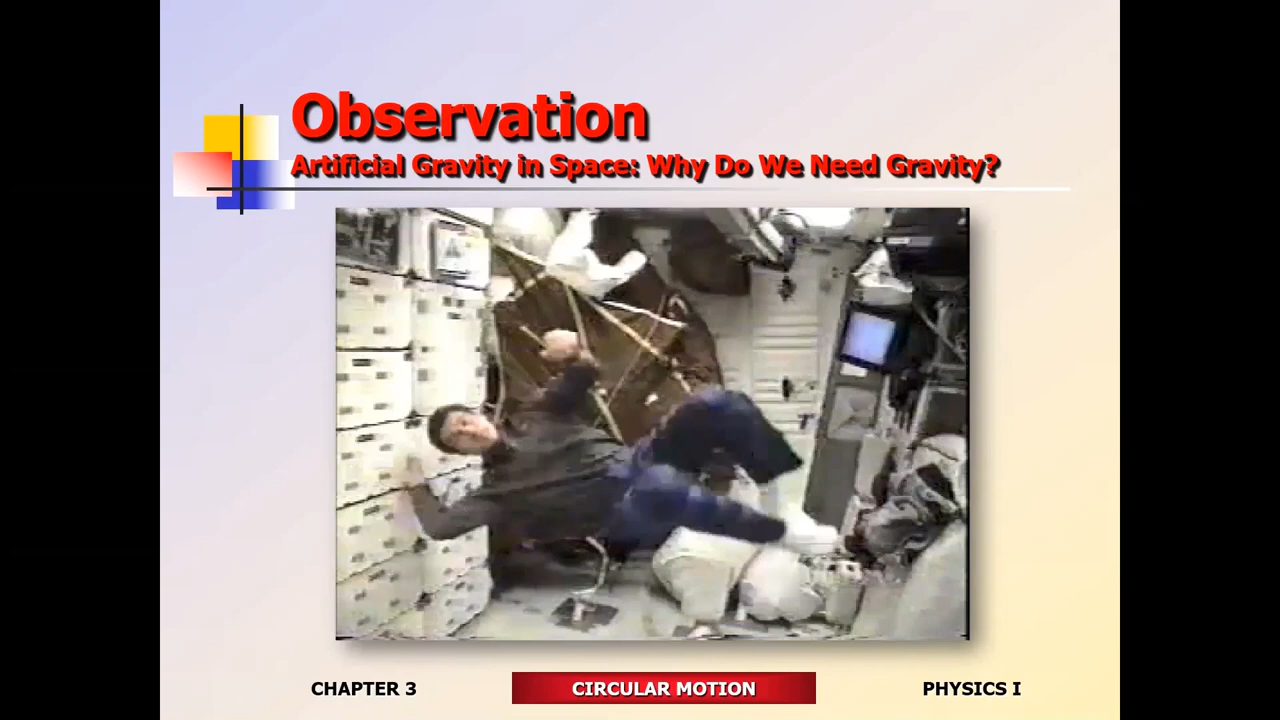 Observation
Artificial Gravity in Space: Why Do We Need Gravity?
CHAPTER 3
CIRCULAR MOTION
PHYSICS I